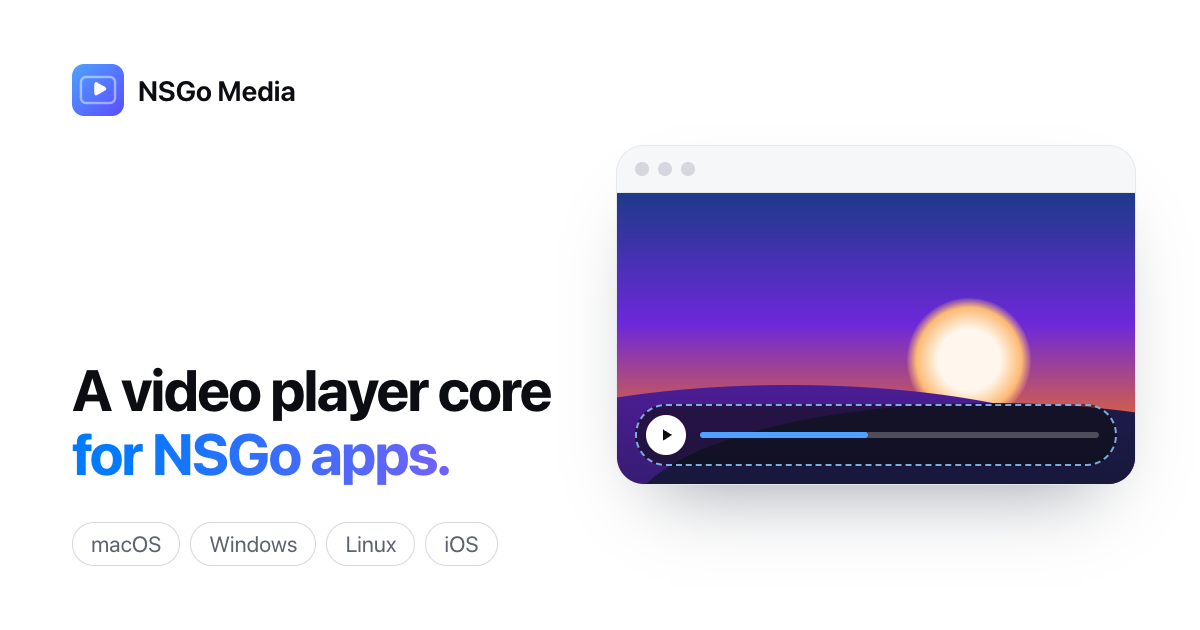 NSGo Media
A video player core
for NSGo apps.
macOS
Windows
Linux
iOS